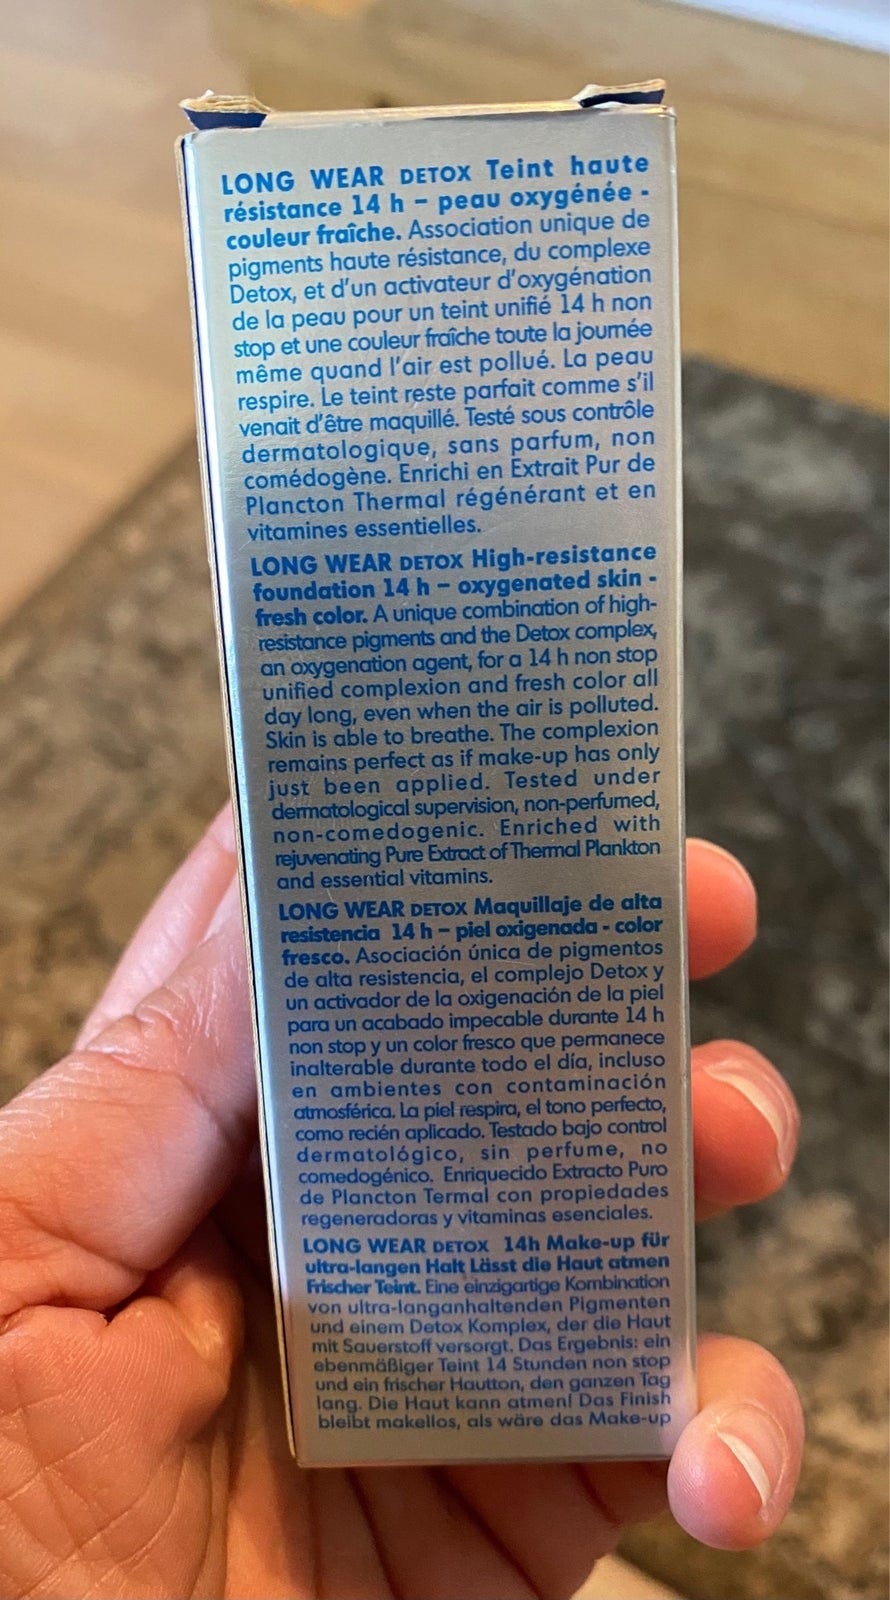 LONG WEAR DETOX Teint haute
résistance 14 h – peau oxygénée -
couleur fraîche. Association unique de
pigments haute résistance, du complexe
Detox, et d'un activateur d'oxygénation
de la peau pour un teint unifié 14 h non
stop et une couleur fraîche toute la journée
même quand l'air est pollué. La peau
respire. Le teint reste parfait comme s'il
venait d'être maquillé. Testé sous contrôle
dermatologique, sans parfum, non
comédogène. Enrichi en Extrait Pur de
Plancton Thermal régénérant et en
vitamines essentielles.
LONG WEAR DETOX High-resistance
foundation 14 h – oxygenated skin -
fresh color. A unique combination of high-
resistance pigments and the Detox complex,
an oxygenation agent, for a 14 h non stop
unified complexion and fresh color all
day long, even when the air is polluted.
Skin is able to breathe. The complexion
remains perfect as if make-up has only
just been applied. Tested under
dermatological supervision, non-perfumed,
non-comedogenic. Enriched with
rejuvenating Pure Extract of Thermal Plankton
and essential vitamins.
LONG WEAR DETOX Maquillaje de alta
resistencia 14 h – piel oxigenada - color
fresco. Asociación única de pigmentos
de alta resistencia, el complejo Detox y
un activador de la oxigenación de la piel
para un acabado impecable durante 14 h
non stop y un color fresco que permanece
inalterable durante todo el día, incluso
en ambientes con contaminación
atmosférica. La piel respira, el tono perfecto,
como recién aplicado. Testado bajo control
dermatológico, sin perfume, no
comedogénico. Enriquecido Extracto Puro
de Plancton Termal con propiedades
regeneradoras y vitaminas esenciales.
LONG WEAR DETOX 14h Make-up für
ultra-langen Halt Lässt die Haut atmen
Frischer Teint. Eine einzigartige Kombination
von ultra-langanhaltenden Pigmenten
und einem Detox Komplex, der die Haut
mit Sauerstoff versorgt. Das Ergebnis: ein
ebenmäßiger Teint 14 Stunden non stop
und ein frischer Hautton, den ganzen Tag
lang. Die Haut kann atmen! Das Finish
bleibt makellos, als wäre das Make-up